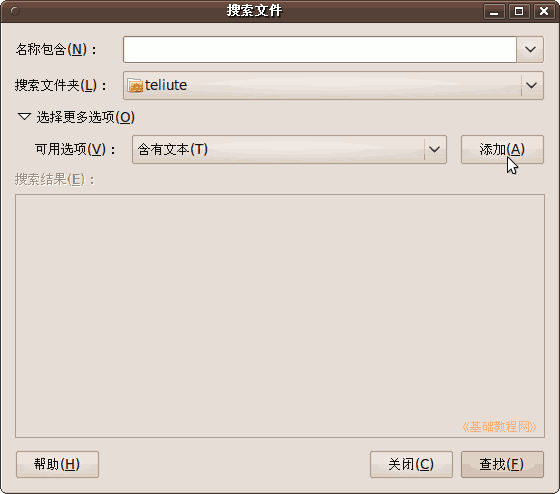 搜索文件
名称包含(N)：
搜索文件夹(L)： teliute
选择更多选项(O)
可用选项(V)： 含有文本(T) 添加(A)
搜索结果(E)：
《基础教程网》
帮助(H) 关闭(C) 查找(F)